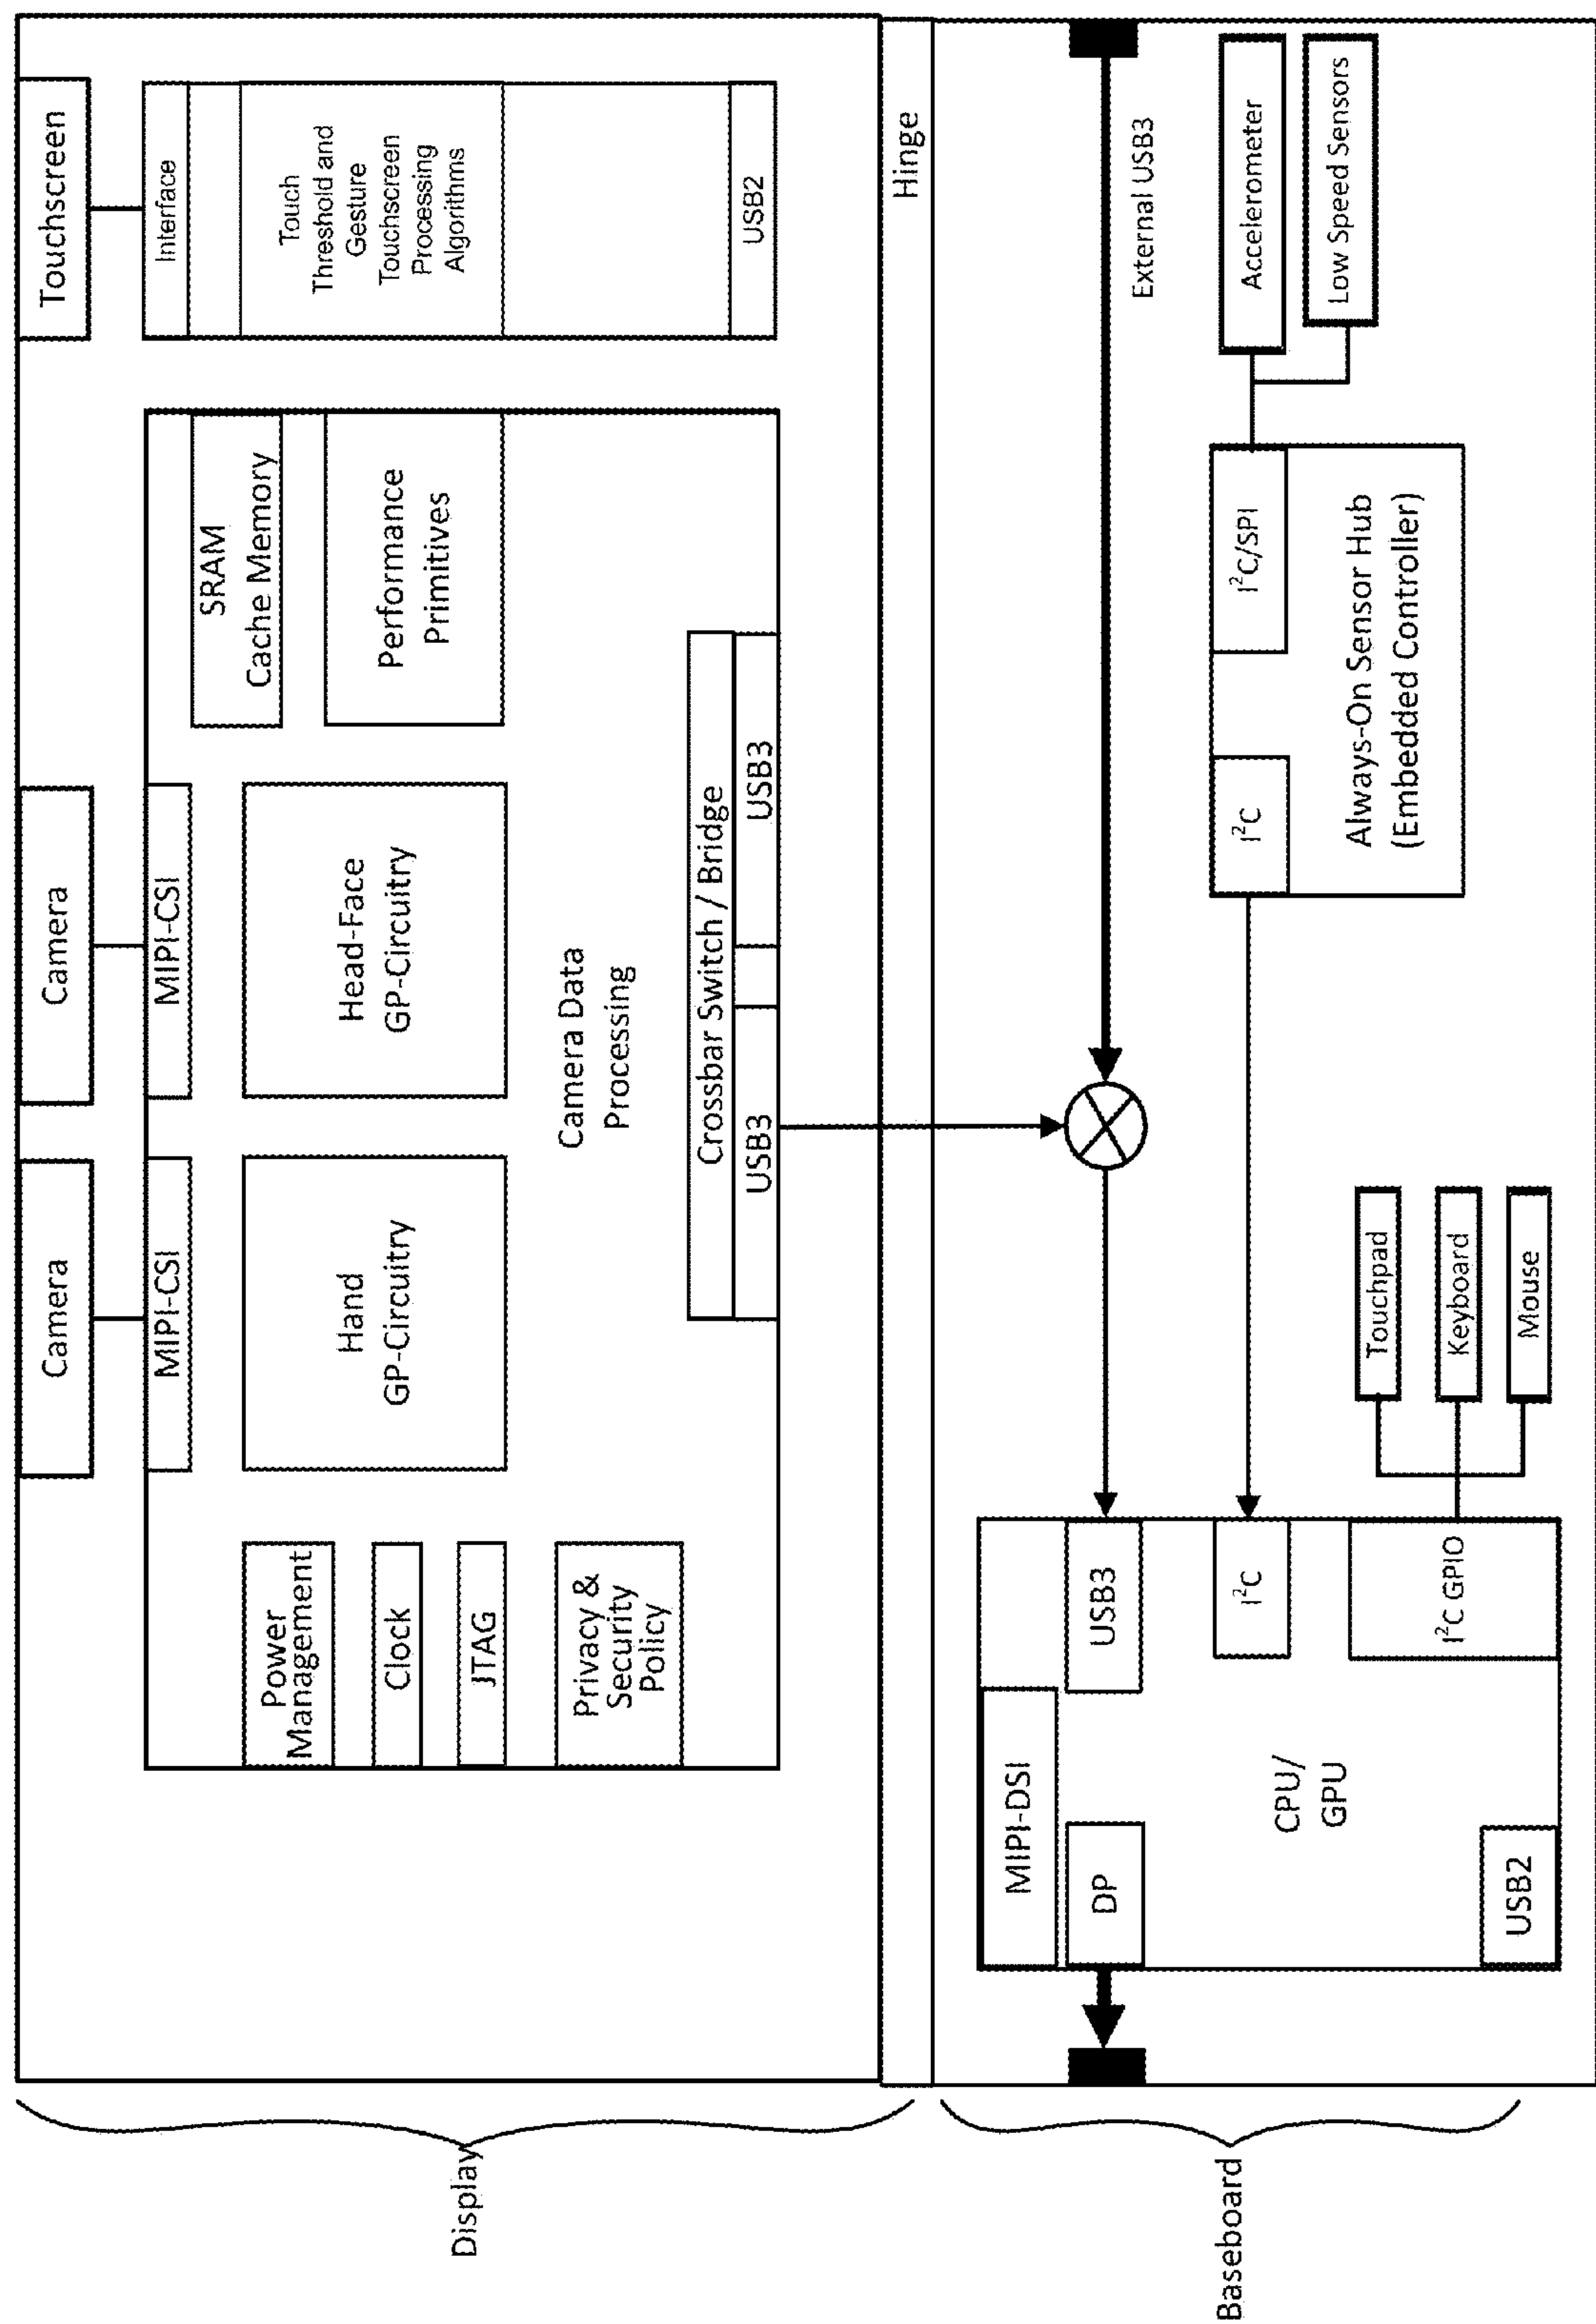 Display
Camera
Camera
Touchscreen
MIPI-CSI
MIPI-CSI
Interface
Power
Management
Clock
JTAG
Privacy &
Security
Policy
Hand
GP-Circuitry
Head-Face
GP-Circuitry
SRAM
Cache Memory
Performance
Primitives
Touch
Threshold and
Gesture
Touchscreen
Processing
Algorithms
Camera Data
Processing
Crossbar Switch / Bridge
USB3
USB3
USB2
Hinge
Baseboard
MIPI-DSI
DP
USB3
External USB3
CPU/
GPU
I²C
I²C GPIO
USB2
Touchpad
Keyboard
Mouse
I²C
I²C/SPI
Always-On Sensor Hub
(Embedded Controller)
Accelerometer
Low Speed Sensors